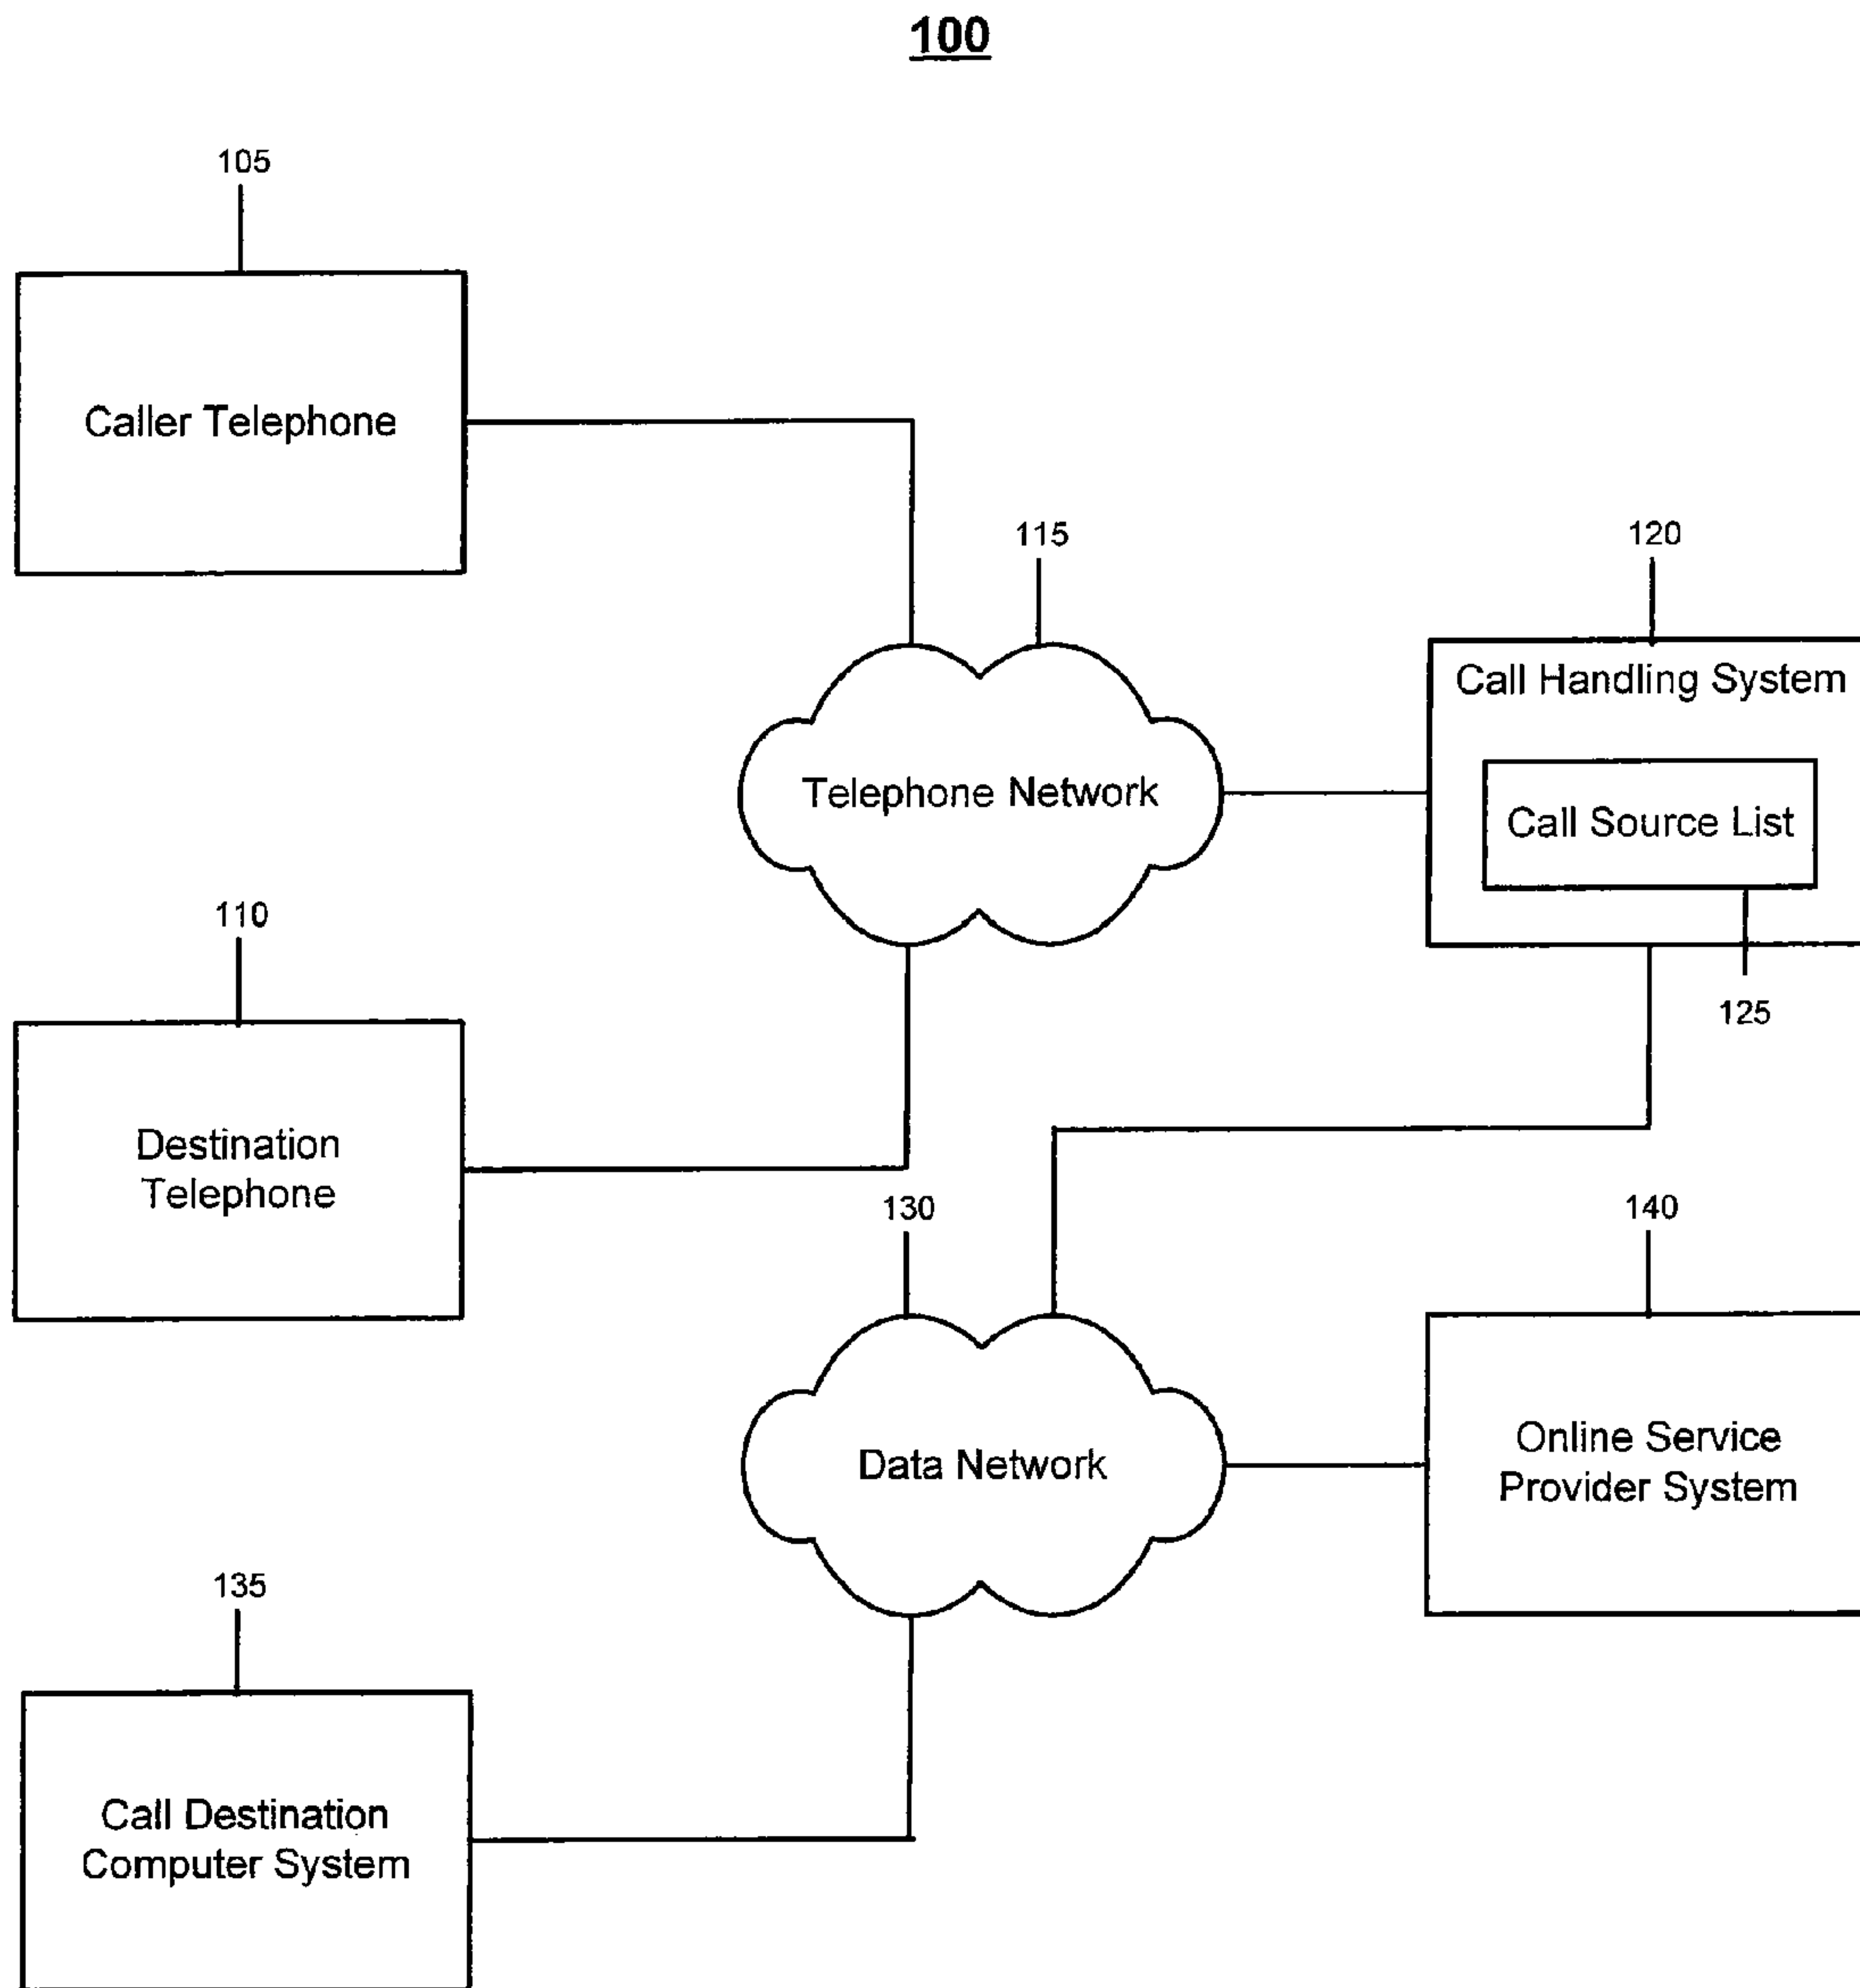 100
105
Caller Telephone
115
120
Call Handling System
Telephone Network
Call Source List
125
110
Destination
Telephone
130
140
Data Network
Online Service
Provider System
135
Call Destination
Computer System